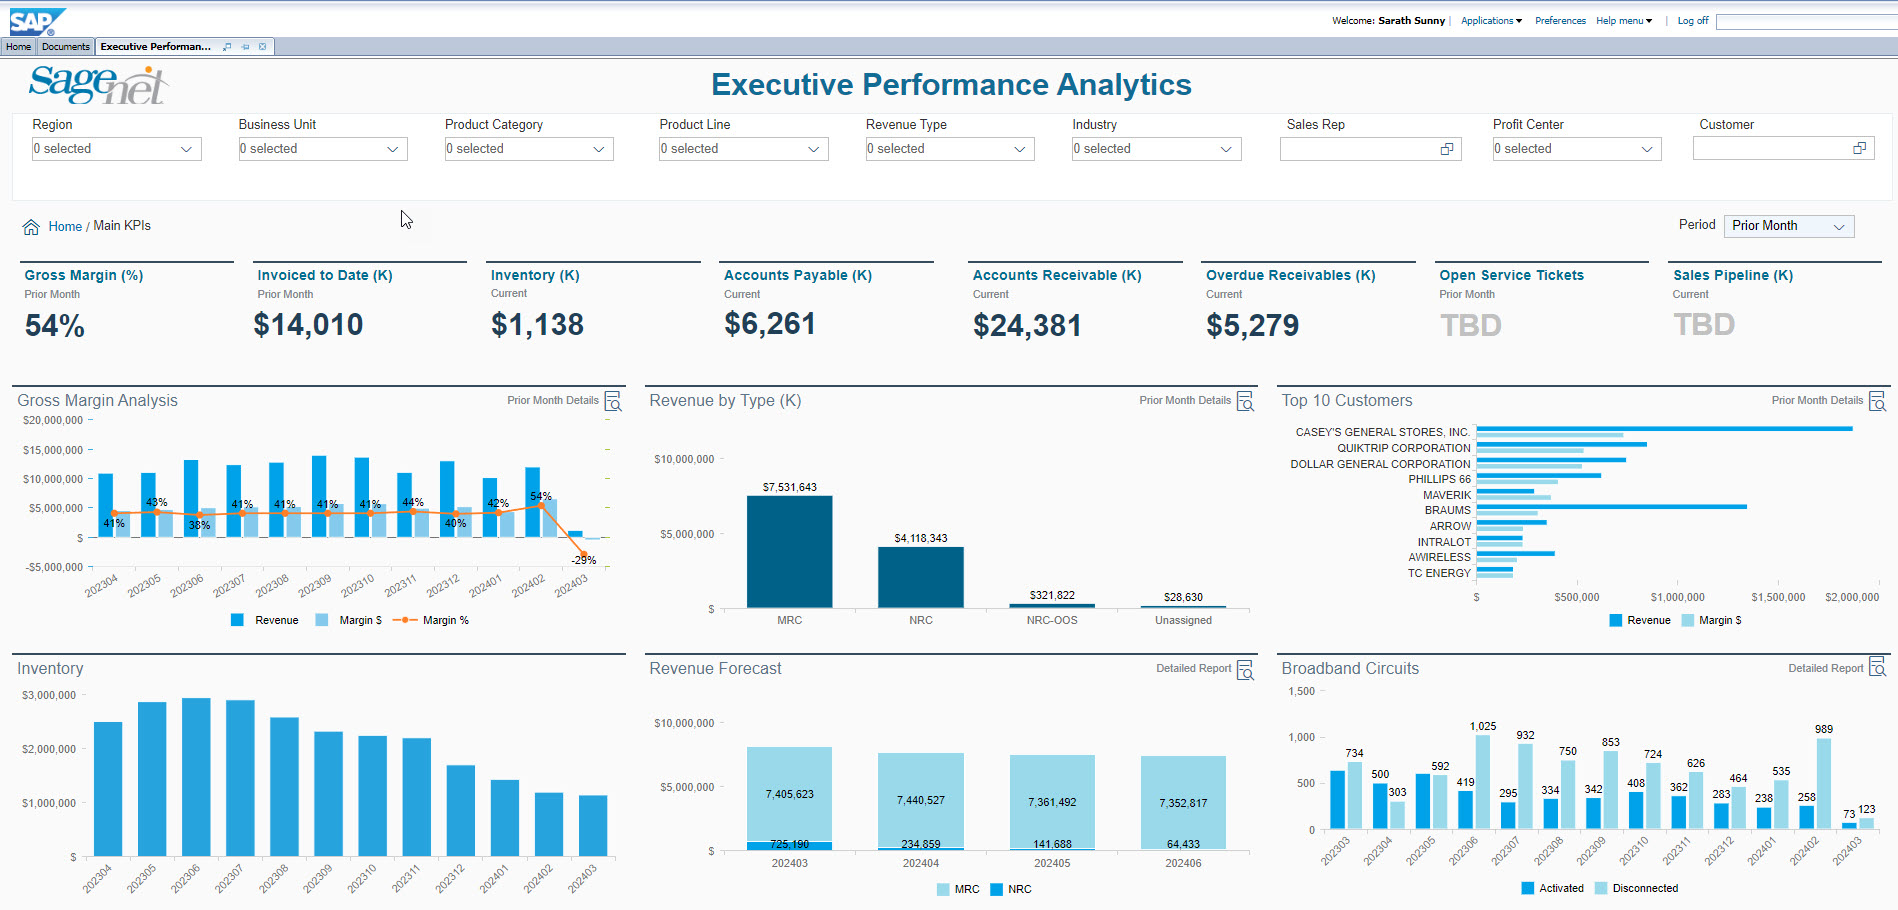 SAP
Welcome: Sarath Sunny | Applications Preferences Help menu | Log off
Home Documents Executive Performan...
Sagenet
Executive Performance Analytics
Region Business Unit Product Category Product Line Revenue Type Industry Sales Rep Profit Center Customer
0 selected 0 selected 0 selected 0 selected 0 selected 0 selected 0 selected
Home / Main KPIs
Period Prior Month
Gross Margin (%) Invoiced to Date (K) Inventory (K) Accounts Payable (K) Accounts Receivable (K) Overdue Receivables (K) Open Service Tickets Sales Pipeline (K)
Prior Month Prior Month Current Current Current Current Prior Month Current
54% $14,010 $1,138 $6,261 $24,381 $5,279 TBD TBD
Gross Margin Analysis Prior Month Details
$20,000,000
$15,000,000
$10,000,000
$5,000,000
$
-$5,000,000
41% 43% 38% 41% 41% 41% 41% 44% 40% 42% 54% -29%
202304 202305 202306 202307 202308 202309 202310 202311 202312 202401 202402 202403
Revenue Margin $ Margin %
Revenue by Type (K) Prior Month Details
$10,000,000
$5,000,000
$
$7,531,643 $4,118,343 $321,822 $28,630
MRC NRC NRC-OOS Unassigned
Top 10 Customers Prior Month Details
CASEY'S GENERAL STORES, INC.
QUIKTRIP CORPORATION
DOLLAR GENERAL CORPORATION
PHILLIPS 66
MAVERIK
BRAUMS
ARROW
INTRALOT
AWIRELESS
TC ENERGY
$ $500,000 $1,000,000 $1,500,000 $2,000,000
Revenue Margin $
Inventory
$3,000,000
$2,000,000
$1,000,000
$
202304 202305 202306 202307 202308 202309 202310 202311 202312 202401 202402 202403
Revenue Forecast Detailed Report
$10,000,000
$5,000,000
$
7,405,623 7,440,527 7,361,492 7,352,817
725,190 234,859 141,688 64,433
202403 202404 202405 202406
MRC NRC
Broadband Circuits Detailed Report
1,500
1,000
500
0
734 500 303 592 419 1,025 295 932 334 750 342 853 408 724 362 626 283 464 238 535 258 989 73 123
202303 202304 202305 202306 202307 202308 202309 202310 202311 202312 202401 202402 202403
Activated Disconnected